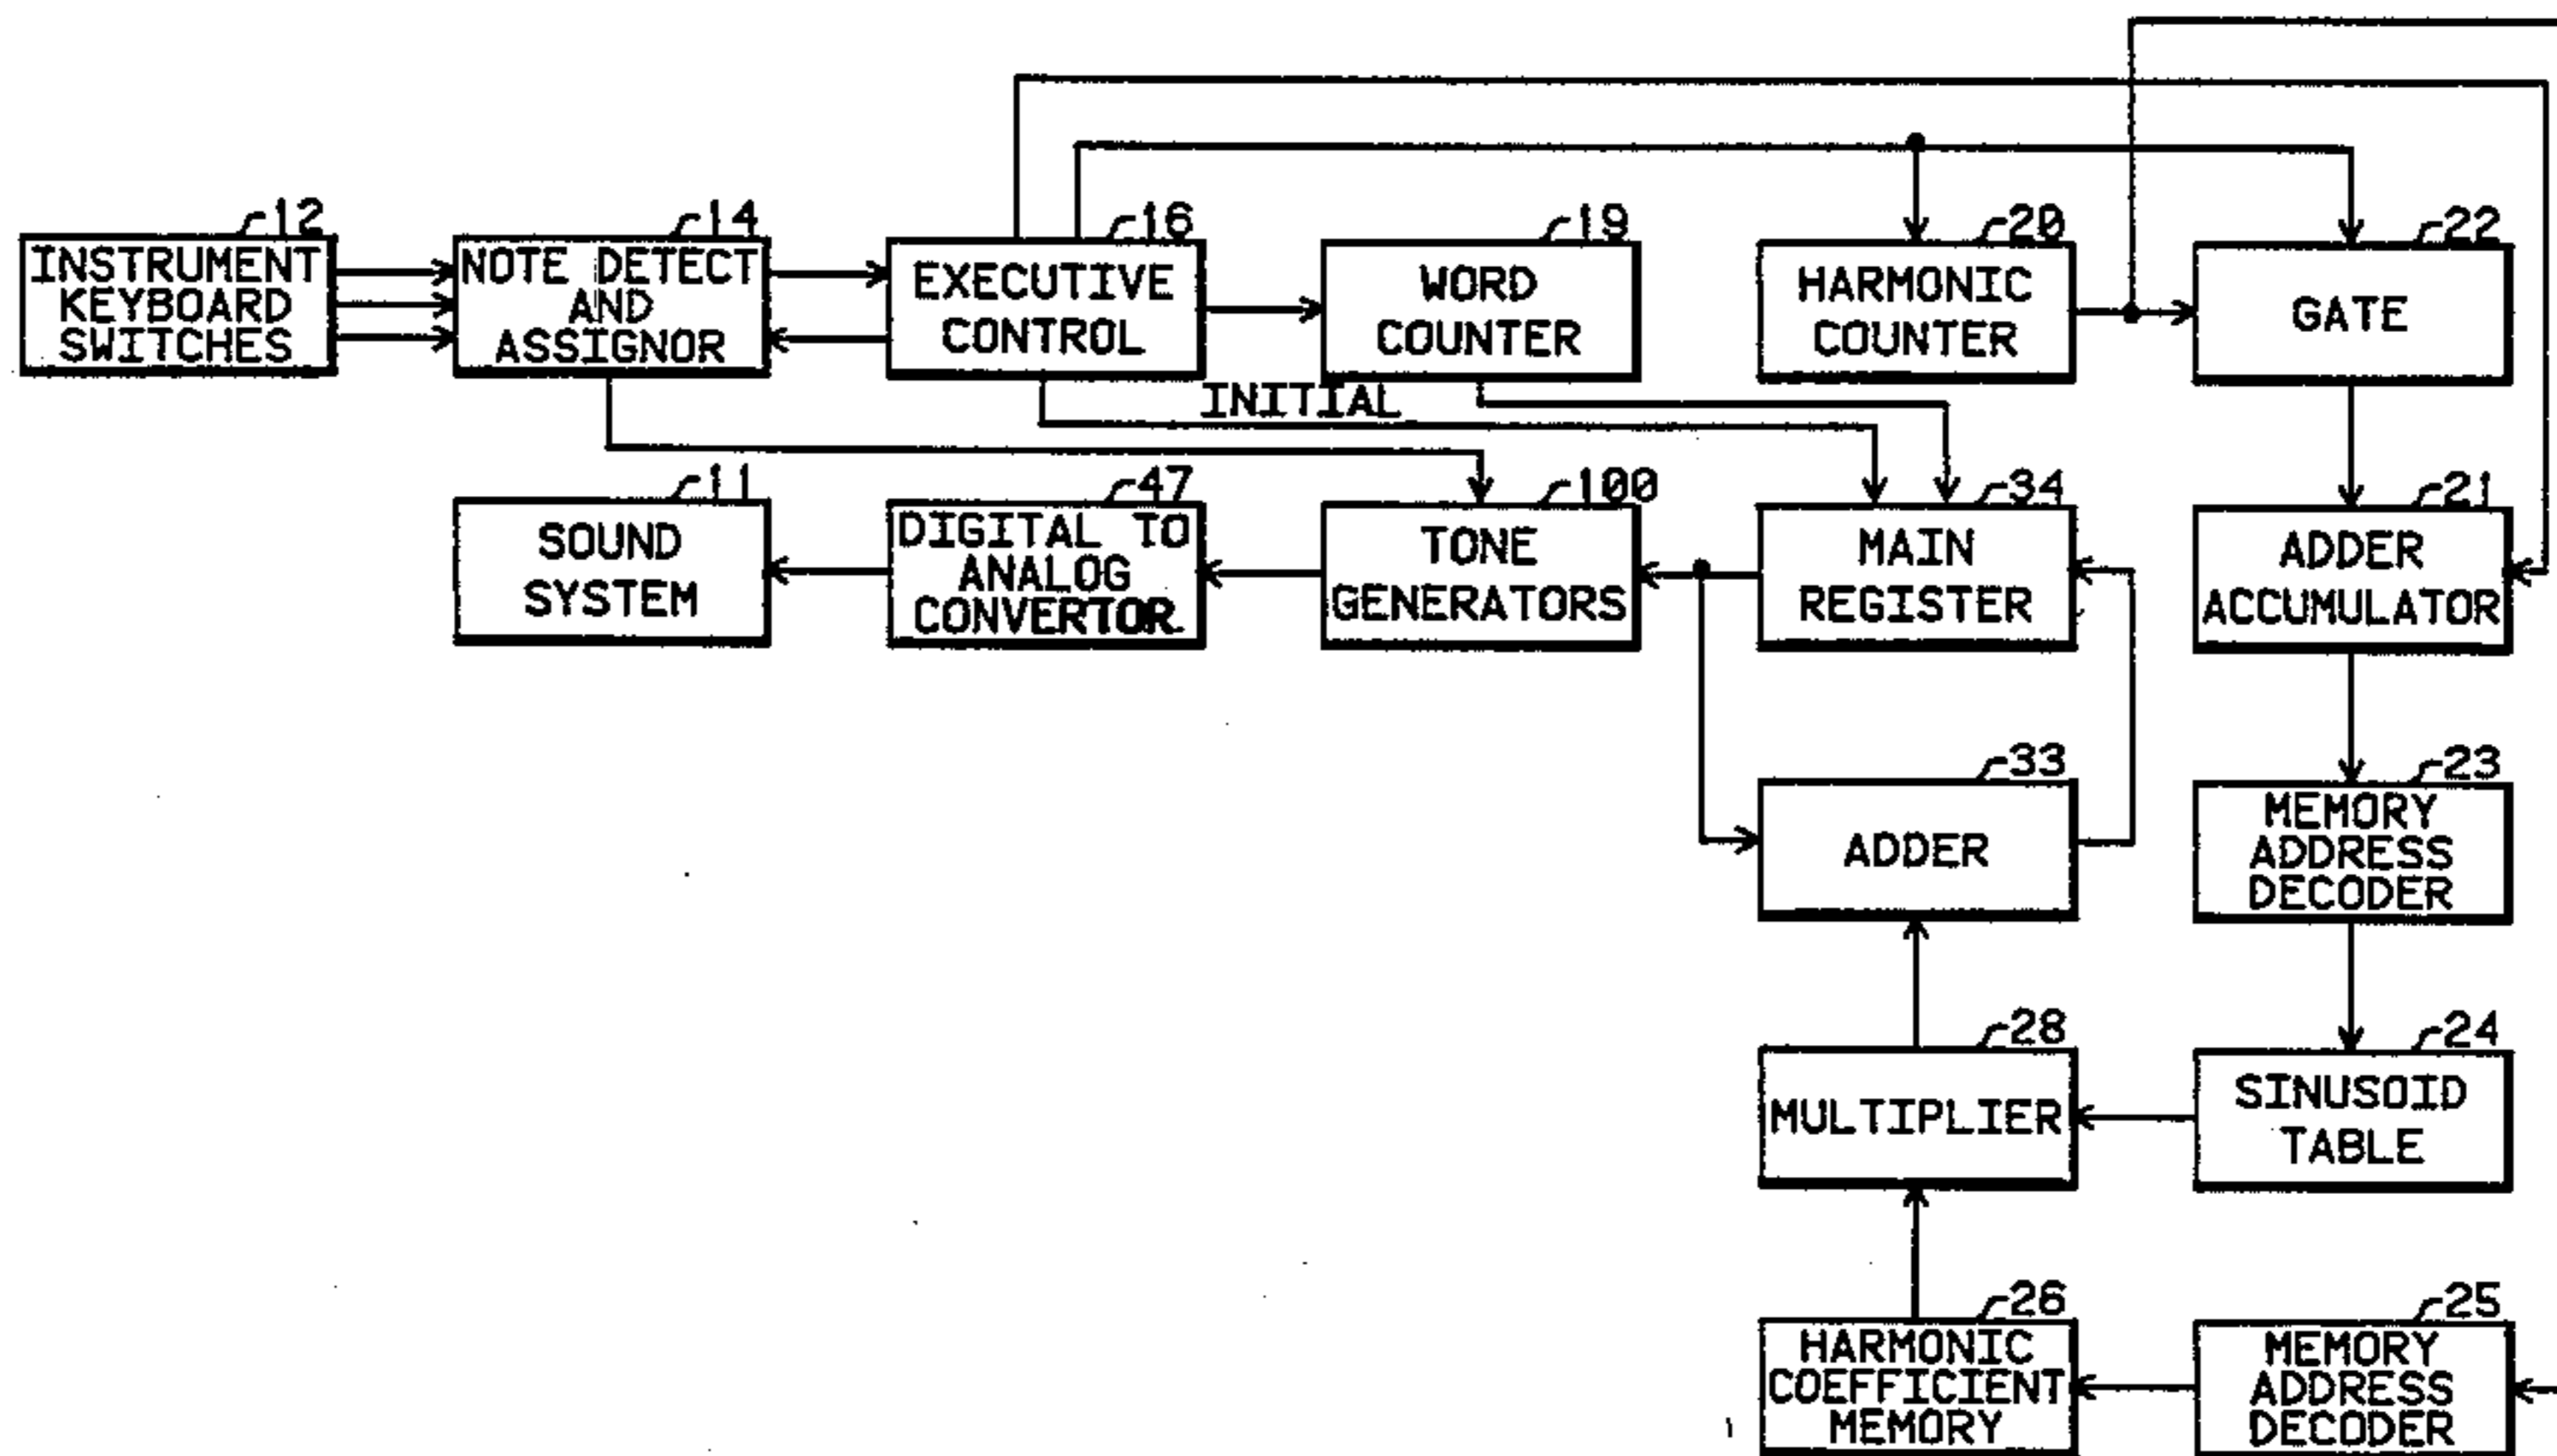 12
INSTRUMENT
KEYBOARD
SWITCHES
14
NOTE DETECT
AND
ASSIGNOR
16
EXECUTIVE
CONTROL
19
WORD
COUNTER
20
HARMONIC
COUNTER
22
GATE
INITIAL
11
SOUND
SYSTEM
47
DIGITAL TO
ANALOG
CONVERTOR
100
TONE
GENERATORS
34
MAIN
REGISTER
21
ADDER
ACCUMULATOR
33
ADDER
23
MEMORY
ADDRESS
DECODER
28
MULTIPLIER
24
SINUSOID
TABLE
26
HARMONIC
COEFFICIENT
MEMORY
25
MEMORY
ADDRESS
DECODER